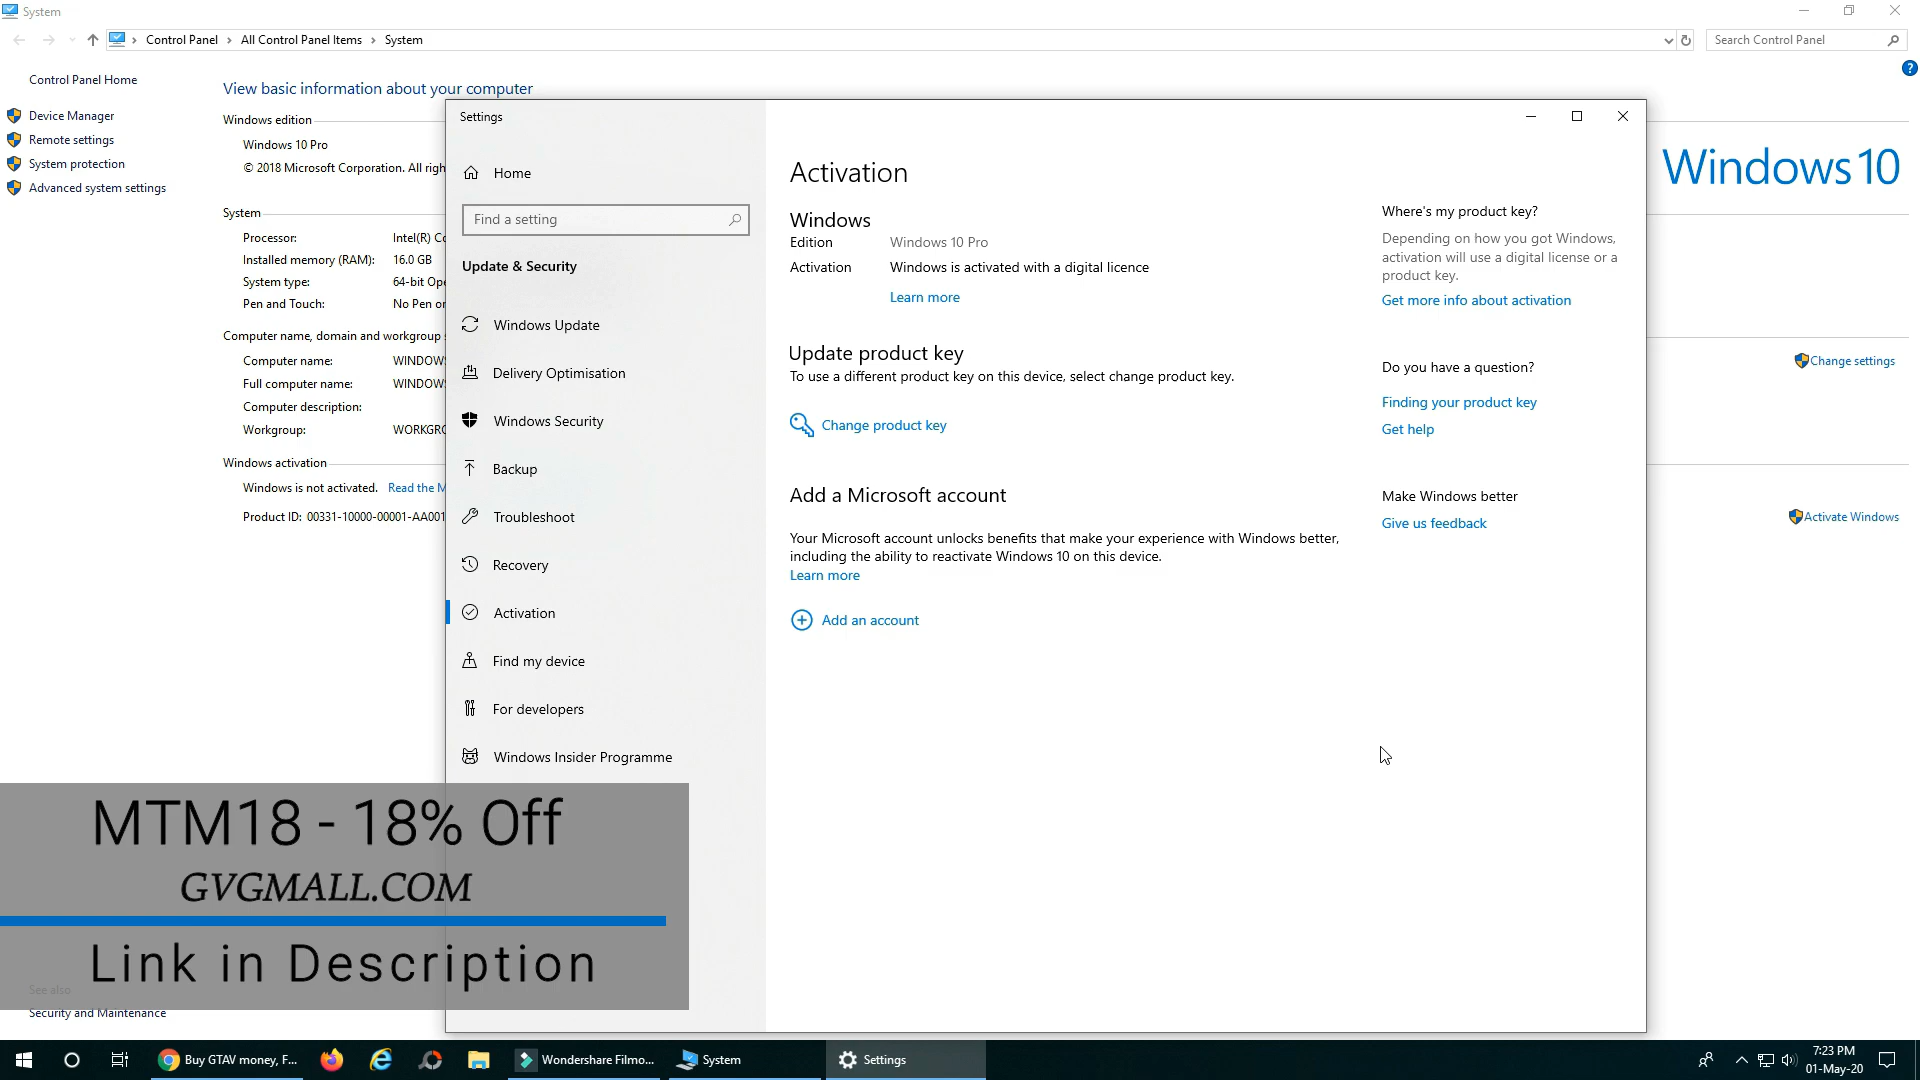 System
Control Panel
All Control Panel Items
System
Search Control Panel
Control Panel Home
Device Manager
Remote settings
System protection
Advanced system settings
See also
Security and Maintenance
View basic information about your computer
Windows edition
Windows 10 Pro
© 2018 Microsoft Corporation. All righ
System
Processor: Intel(R) Co
Installed memory (RAM): 16.0 GB
System type: 64-bit Ope
Pen and Touch: No Pen or
Computer name, domain and workgroup s
Computer name: WINDOWS
Full computer name: WINDOWS
Computer description:
Workgroup: WORKGRO
Windows activation
Windows is not activated. Read the M
Product ID: 00331-10000-00001-AA001
Windows 10
Change settings
Activate Windows
Settings
Home
Find a setting
Update & Security
Windows Update
Delivery Optimisation
Windows Security
Backup
Troubleshoot
Recovery
Activation
Find my device
For developers
Windows Insider Programme
Activation
Windows
Edition Windows 10 Pro
Activation Windows is activated with a digital licence
Learn more
Update product key
To use a different product key on this device, select change product key.
Change product key
Add a Microsoft account
Your Microsoft account unlocks benefits that make your experience with Windows better,
including the ability to reactivate Windows 10 on this device.
Learn more
Add an account
Where's my product key?
Depending on how you got Windows,
activation will use a digital license or a
product key.
Get more info about activation
Do you have a question?
Finding your product key
Get help
Make Windows better
Give us feedback
MTM18 - 18% Off
GVGMALL.COM
Link in Description
Buy GTAV money, F...
Wondershare Filmo...
System
Settings
7:23 PM
01-May-20